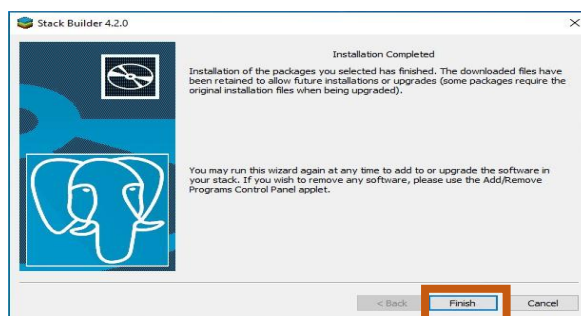 Stack Builder 4.2.0
Installation Completed
Installation of the packages you selected has finished. The downloaded files have
been retained to allow future installations or upgrades (some packages require the
original installation files when being upgraded).
You may run this wizard again at any time to add to or upgrade the software in
your stack. If you wish to remove any software, please use the Add/Remove
Programs Control Panel applet.
< Back Finish Cancel